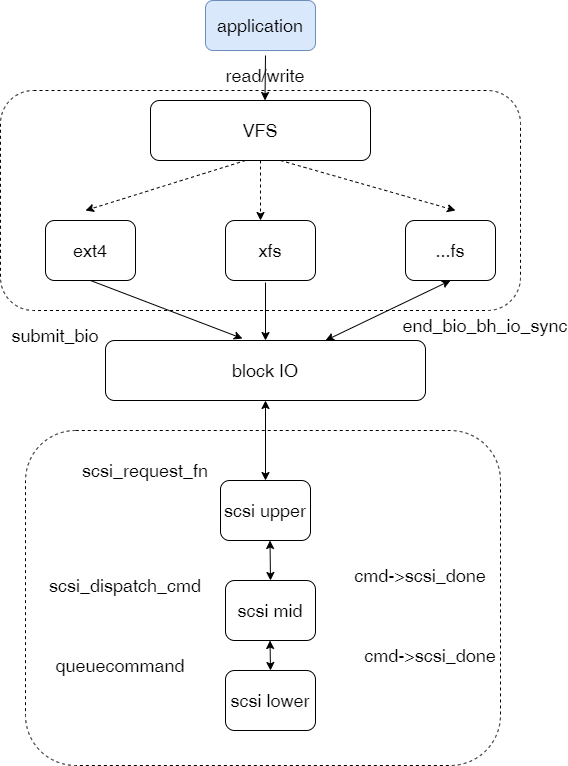 application
read/write
VFS
ext4
xfs
...fs
submit_bio
end_bio_bh_io_sync
block IO
scsi_request_fn
scsi upper
scsi_dispatch_cmd
cmd->scsi_done
scsi mid
queuecommand
cmd->scsi_done
scsi lower